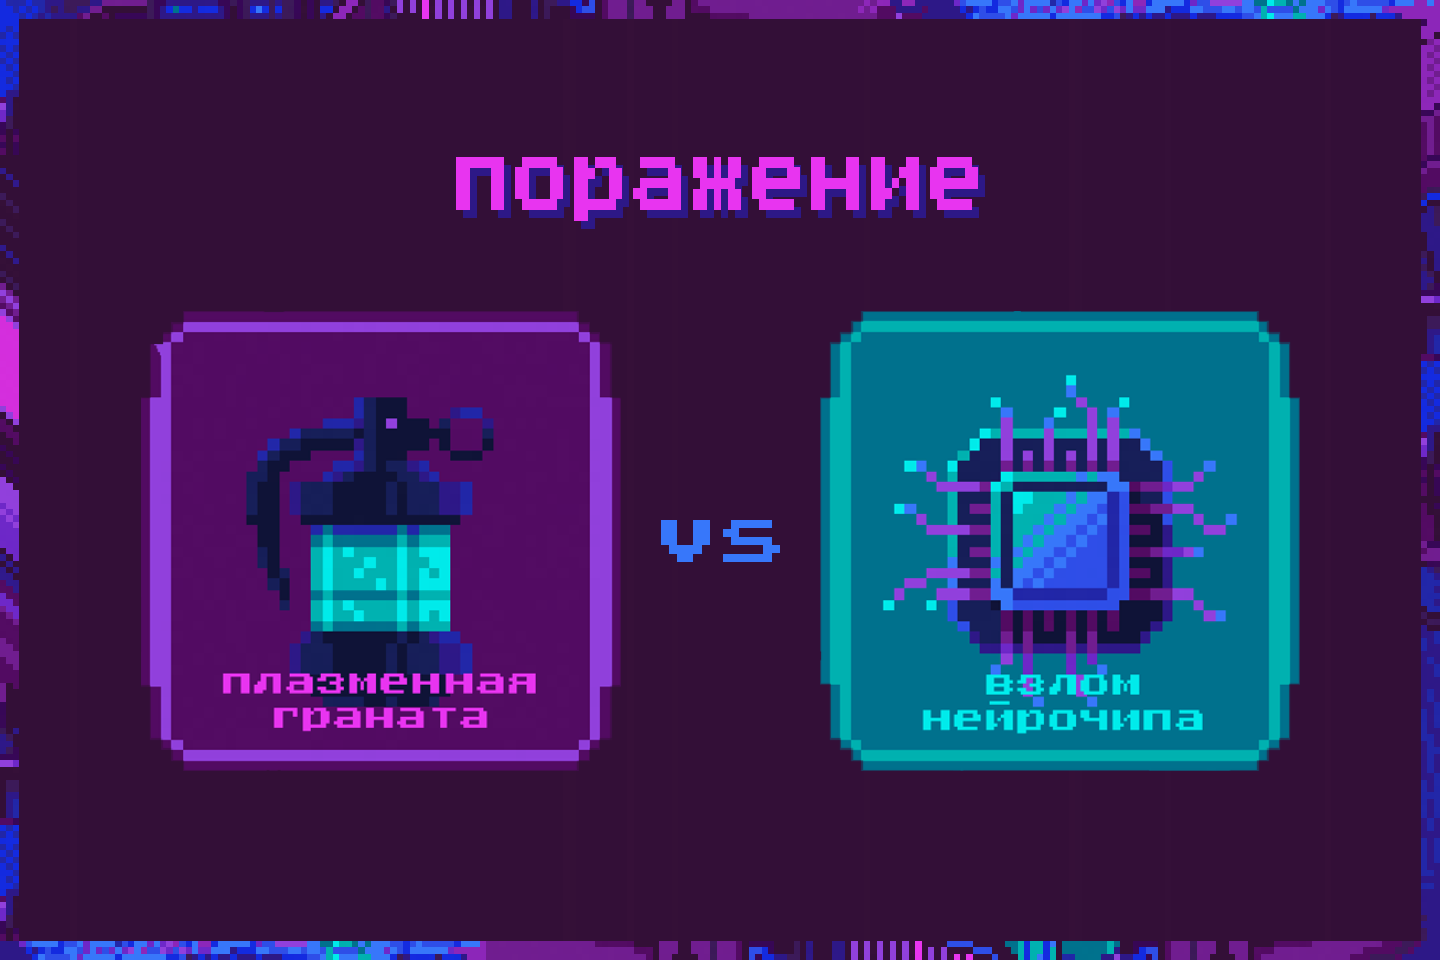 поражение
плазменная
граната
vs
взлом
нейрочипа